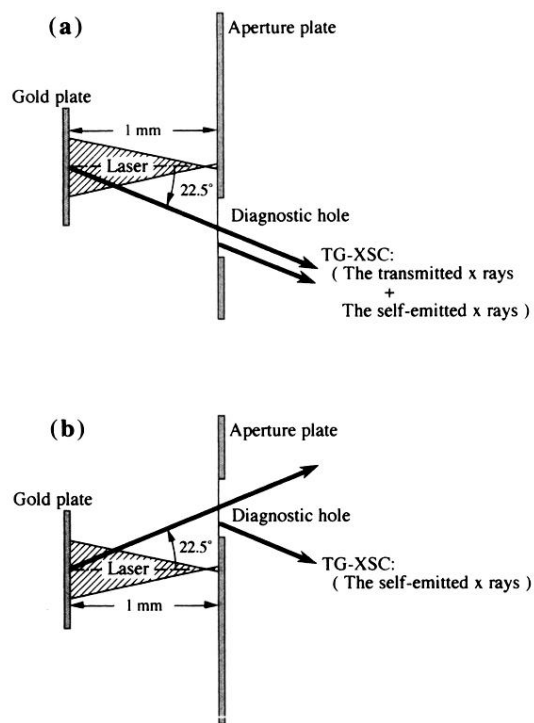 (a)
Aperture plate
Gold plate
1 mm
Laser
22.5°
Diagnostic hole
TG-XSC:
( The transmitted x rays
+
The self-emitted x rays )
(b)
Aperture plate
Gold plate
Diagnostic hole
22.5°
Laser
TG-XSC:
( The self-emitted x rays )
1 mm